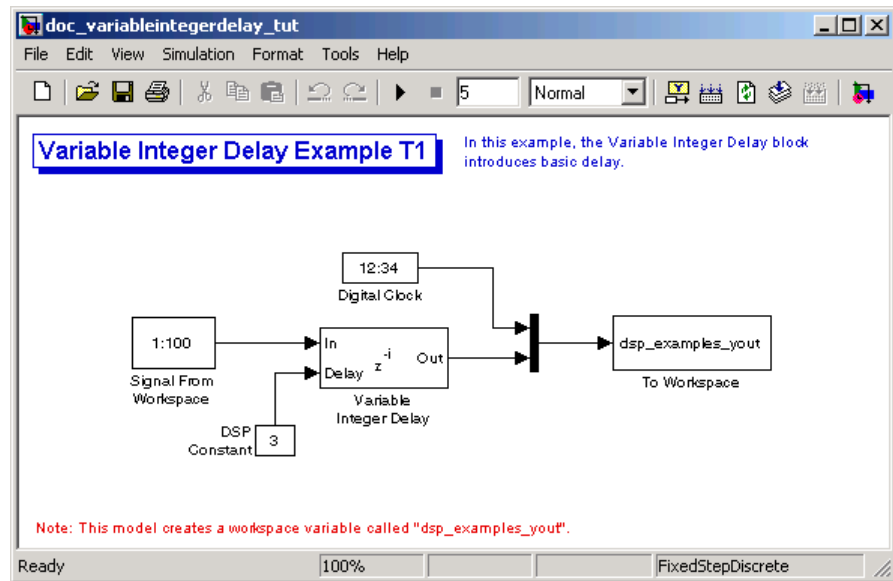 doc_variableintegerdelay_tut
File Edit View Simulation Format Tools Help
5 Normal
Variable Integer Delay Example T1
In this example, the Variable Integer Delay block
introduces basic delay.
12:34
Digital Clock
1:100
Signal From
Workspace
In
Delay
z-i
Out
Variable
Integer Delay
DSP
Constant
3
dsp_examples_yout
To Workspace
Note: This model creates a workspace variable called "dsp_examples_yout".
Ready 100% FixedStepDiscrete